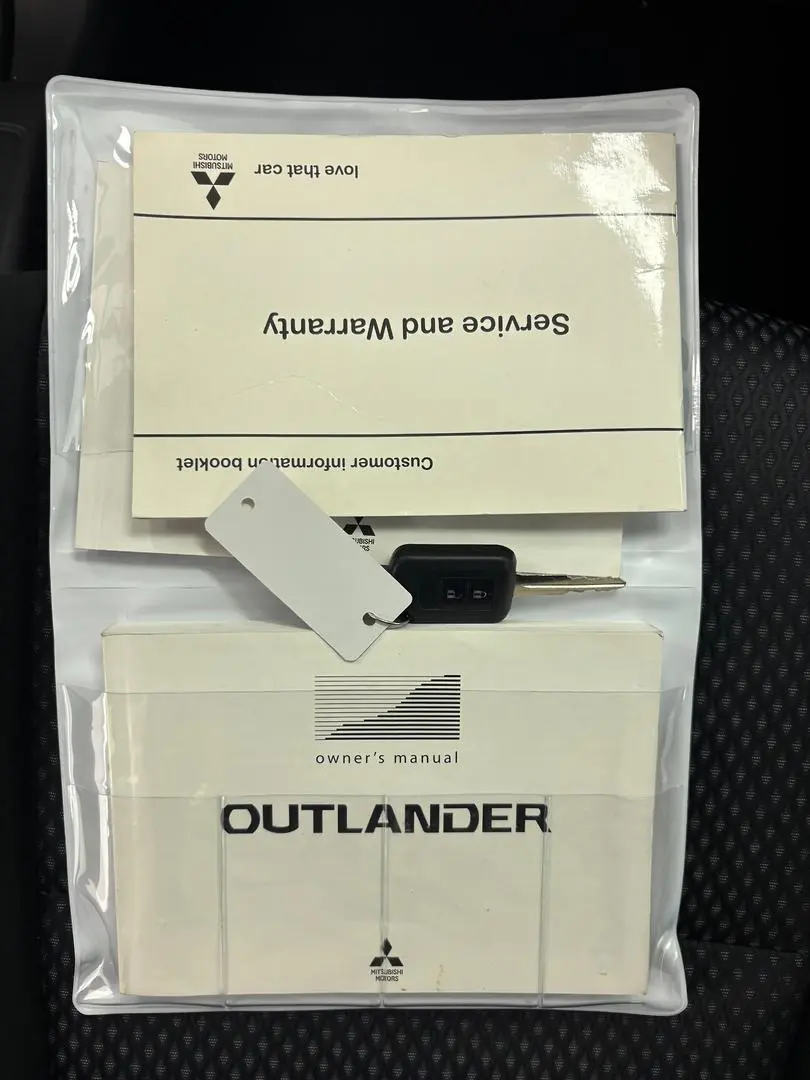 MITSUBISHI
MOTORS
love that car
Service and Warranty
Customer information booklet
owner's manual
OUTLANDER
MITSUBISHI
MOTORS